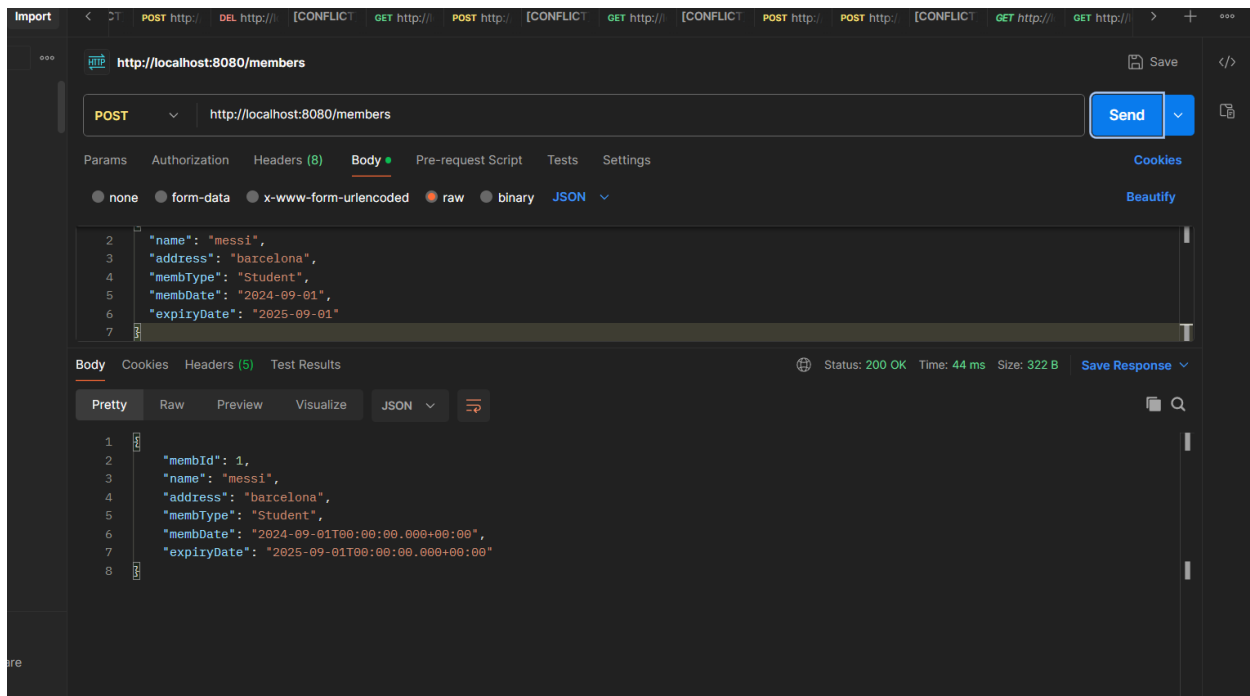 Import CT POST http:/ DEL http://l [CONFLICT GET http://l POST http:/ [CONFLICT GET http://l [CONFLICT POST http:/ POST http:/ [CONFLICT GET http://l GET http://l
HTTP http://localhost:8080/members Save
POST http://localhost:8080/members Send
Params Authorization Headers (8) Body Pre-request Script Tests Settings Cookies
none form-data x-www-form-urlencoded raw binary JSON Beautify
2 "name": "messi",
3 "address": "barcelona",
4 "membType": "Student",
5 "membDate": "2024-09-01",
6 "expiryDate": "2025-09-01"
7 }
Body Cookies Headers (5) Test Results Status: 200 OK Time: 44 ms Size: 322 B Save Response
Pretty Raw Preview Visualize JSON
1 {
2 "membId": 1,
3 "name": "messi",
4 "address": "barcelona",
5 "membType": "Student",
6 "membDate": "2024-09-01T00:00:00.000+00:00",
7 "expiryDate": "2025-09-01T00:00:00.000+00:00"
8 }
are